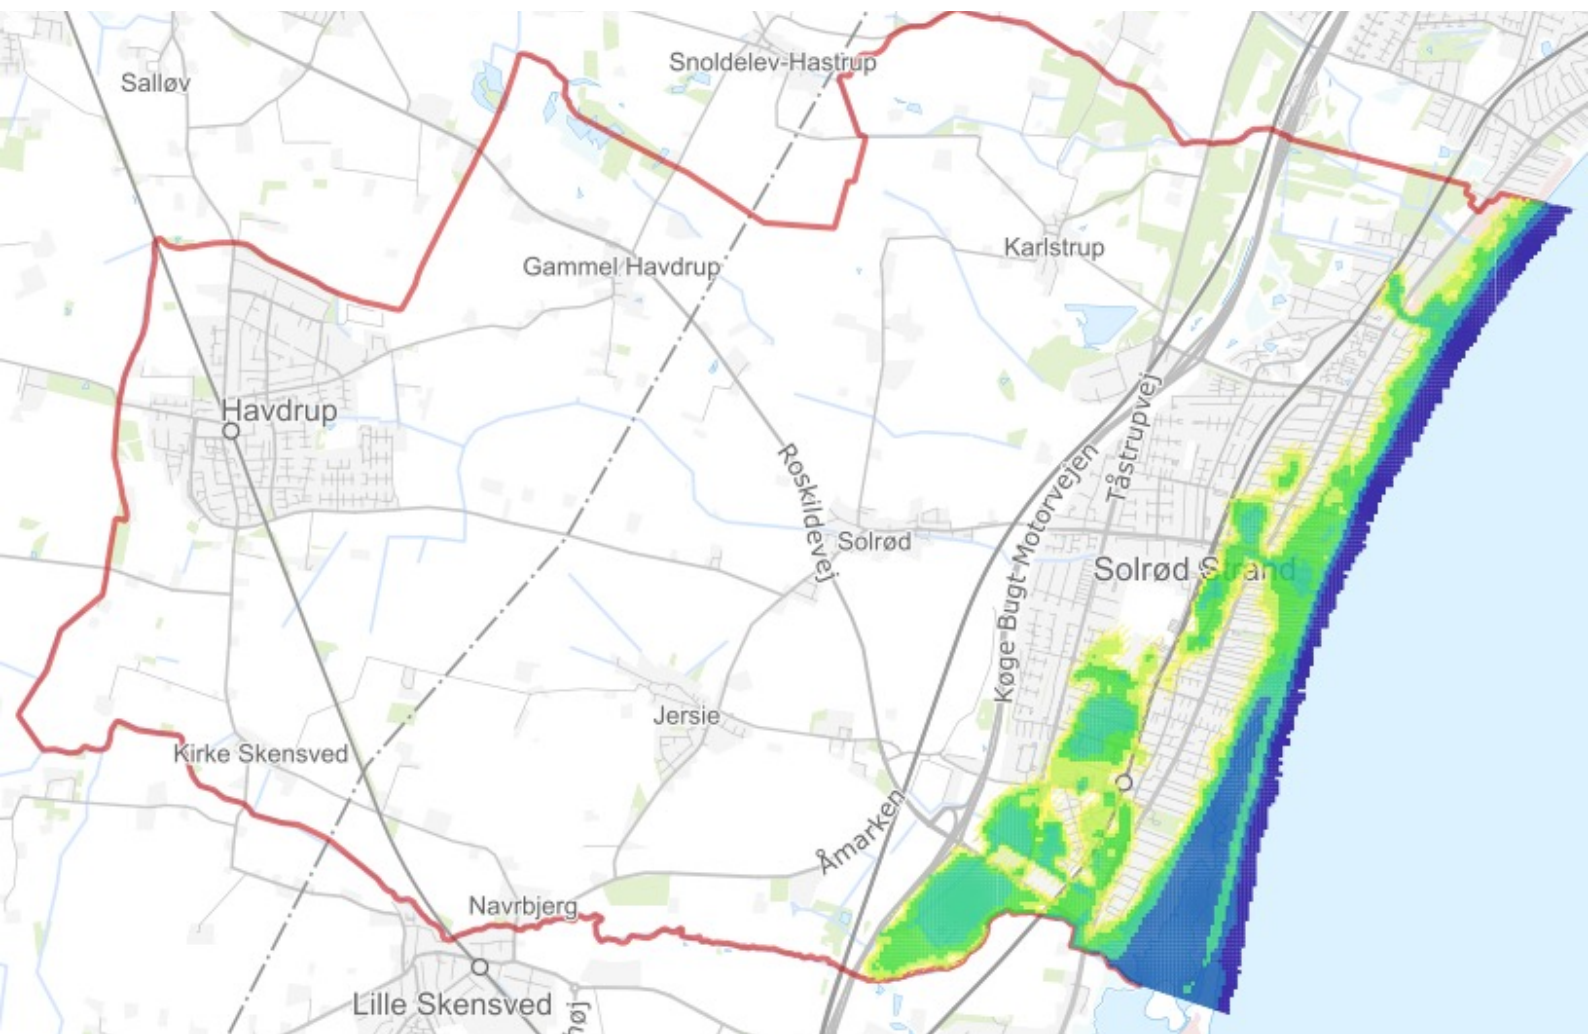 Snoldelev-Hastrup
Salløv
Karlstrup
Gammel Havdrup
Havdrup
Tåstrupvej
Roskildevej
Køge Bugt Motorvejen
Solrød
Solrød Strand
Jersie
Kirke Skensved
Åmarken
Navrbjerg
Lille Skensved
høj